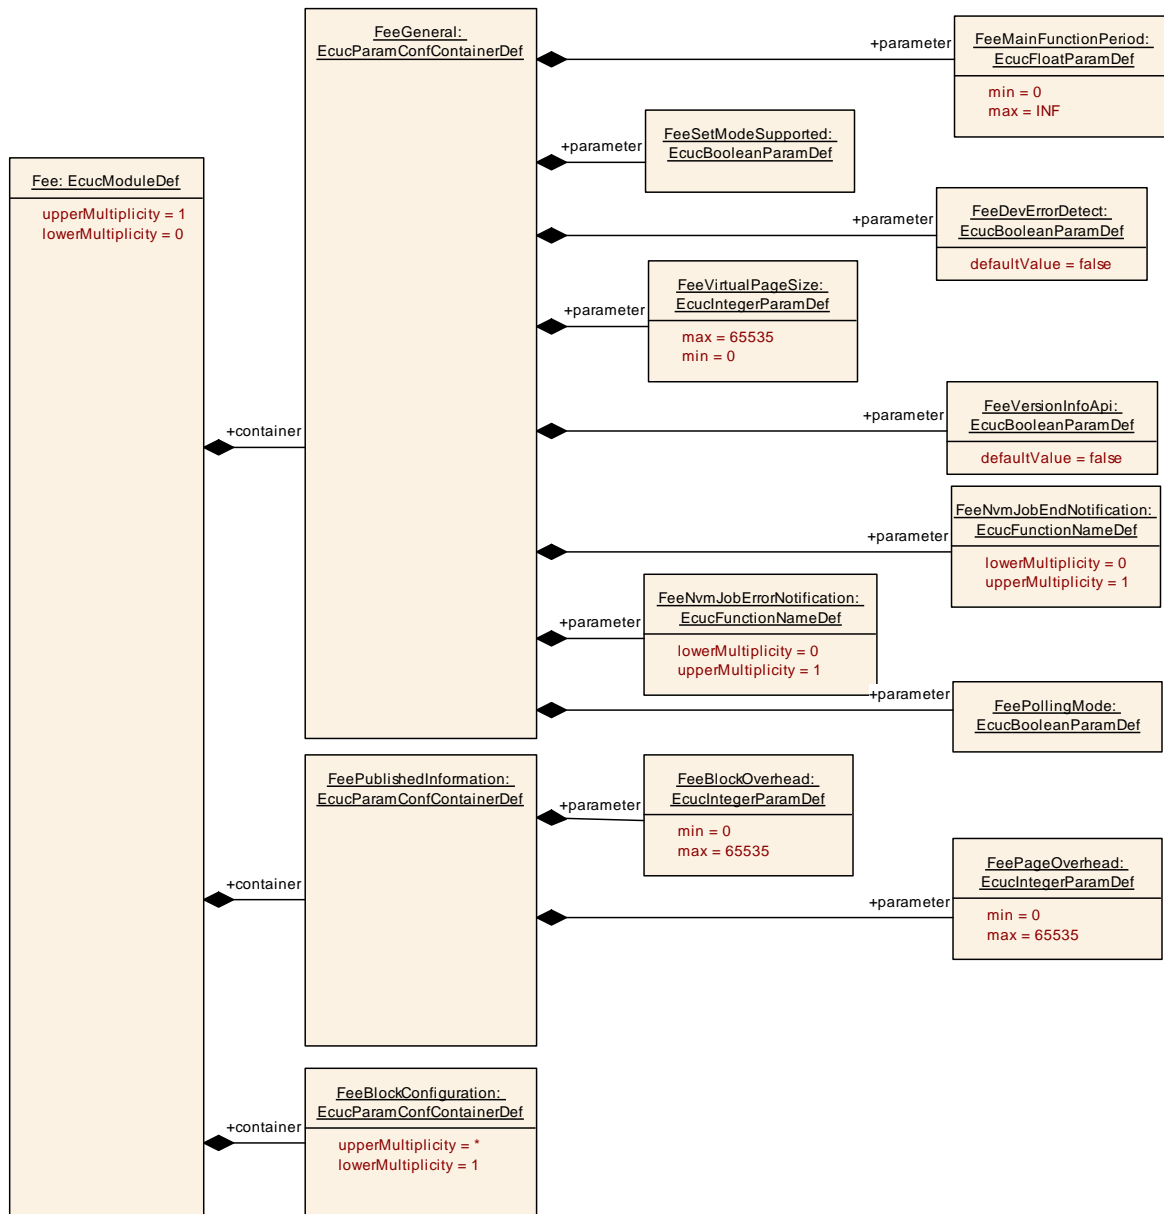 Fee: EcucModuleDef
upperMultiplicity = 1
lowerMultiplicity = 0
+container
FeeGeneral:
EcucParamConfContainerDef
+parameter
FeeMainFunctionPeriod:
EcucFloatParamDef
min = 0
max = INF
+parameter
FeeSetModeSupported:
EcucBooleanParamDef
+parameter
FeeDevErrorDetect:
EcucBooleanParamDef
defaultValue = false
+parameter
FeeVirtualPageSize:
EcucIntegerParamDef
max = 65535
min = 0
+parameter
FeeVersionInfoApi:
EcucBooleanParamDef
defaultValue = false
+parameter
FeeNvmJobEndNotification:
EcucFunctionNameDef
lowerMultiplicity = 0
upperMultiplicity = 1
+parameter
FeeNvmJobErrorNotification:
EcucFunctionNameDef
lowerMultiplicity = 0
upperMultiplicity = 1
+parameter
FeePollingMode:
EcucBooleanParamDef
+container
FeePublishedInformation:
EcucParamConfContainerDef
+parameter
FeeBlockOverhead:
EcucIntegerParamDef
min = 0
max = 65535
+parameter
FeePageOverhead:
EcucIntegerParamDef
min = 0
max = 65535
+container
FeeBlockConfiguration:
EcucParamConfContainerDef
upperMultiplicity = *
lowerMultiplicity = 1